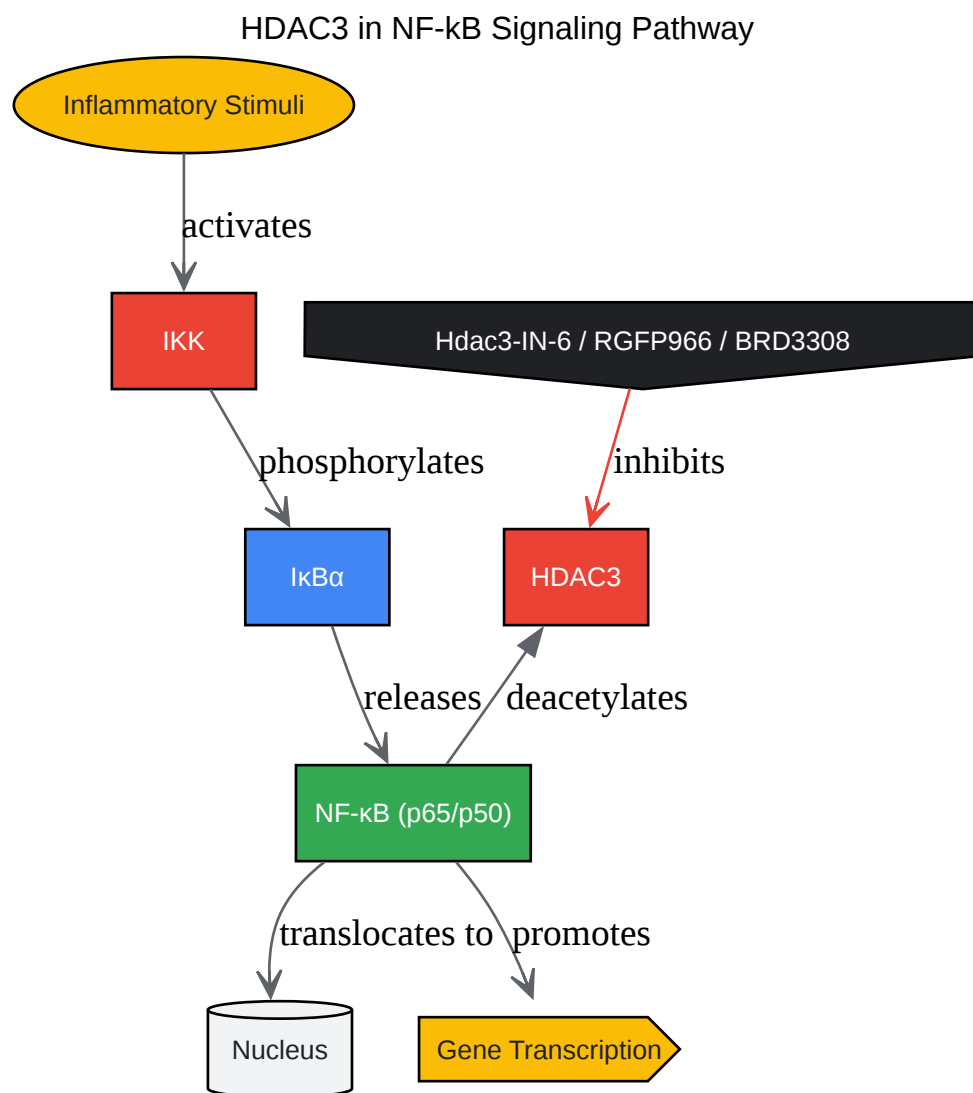 HDAC3 in NF-kB Signaling Pathway
Inflammatory Stimuli
activates
IKK
Hdac3-IN-6 / RGFP966 / BRD3308
phosphorylates
inhibits
IκBα
HDAC3
releases
deacetylates
NF-κB (p65/p50)
translocates to
promotes
Nucleus
Gene Transcription